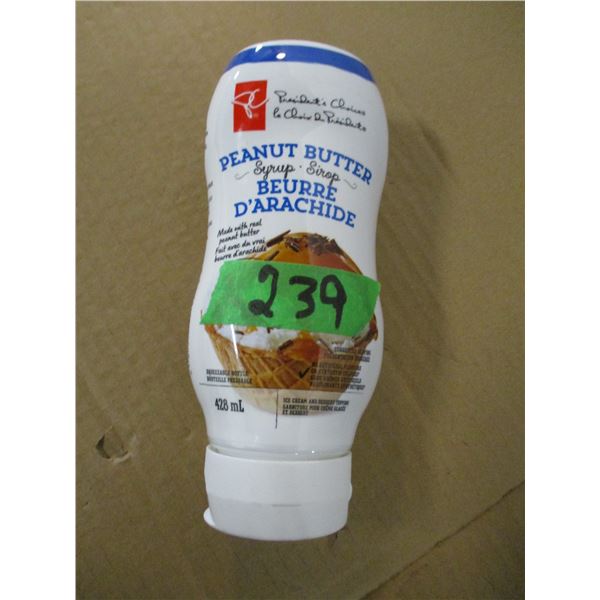 PC
President's Choice
le Choix du Président
PEANUT BUTTER
Syrup · Sirop
BEURRE
D'ARACHIDE
Made with real
peanut butter
Fait avec du vrai
beurre d'arachide
239
SQUEEZABLE BOTTLE
BOUTEILLE PRESSABLE
428 mL
ICE CREAM AND DESSERT TOPPING
GARNITURE POUR CRÈME GLACÉE
ET DESSERT